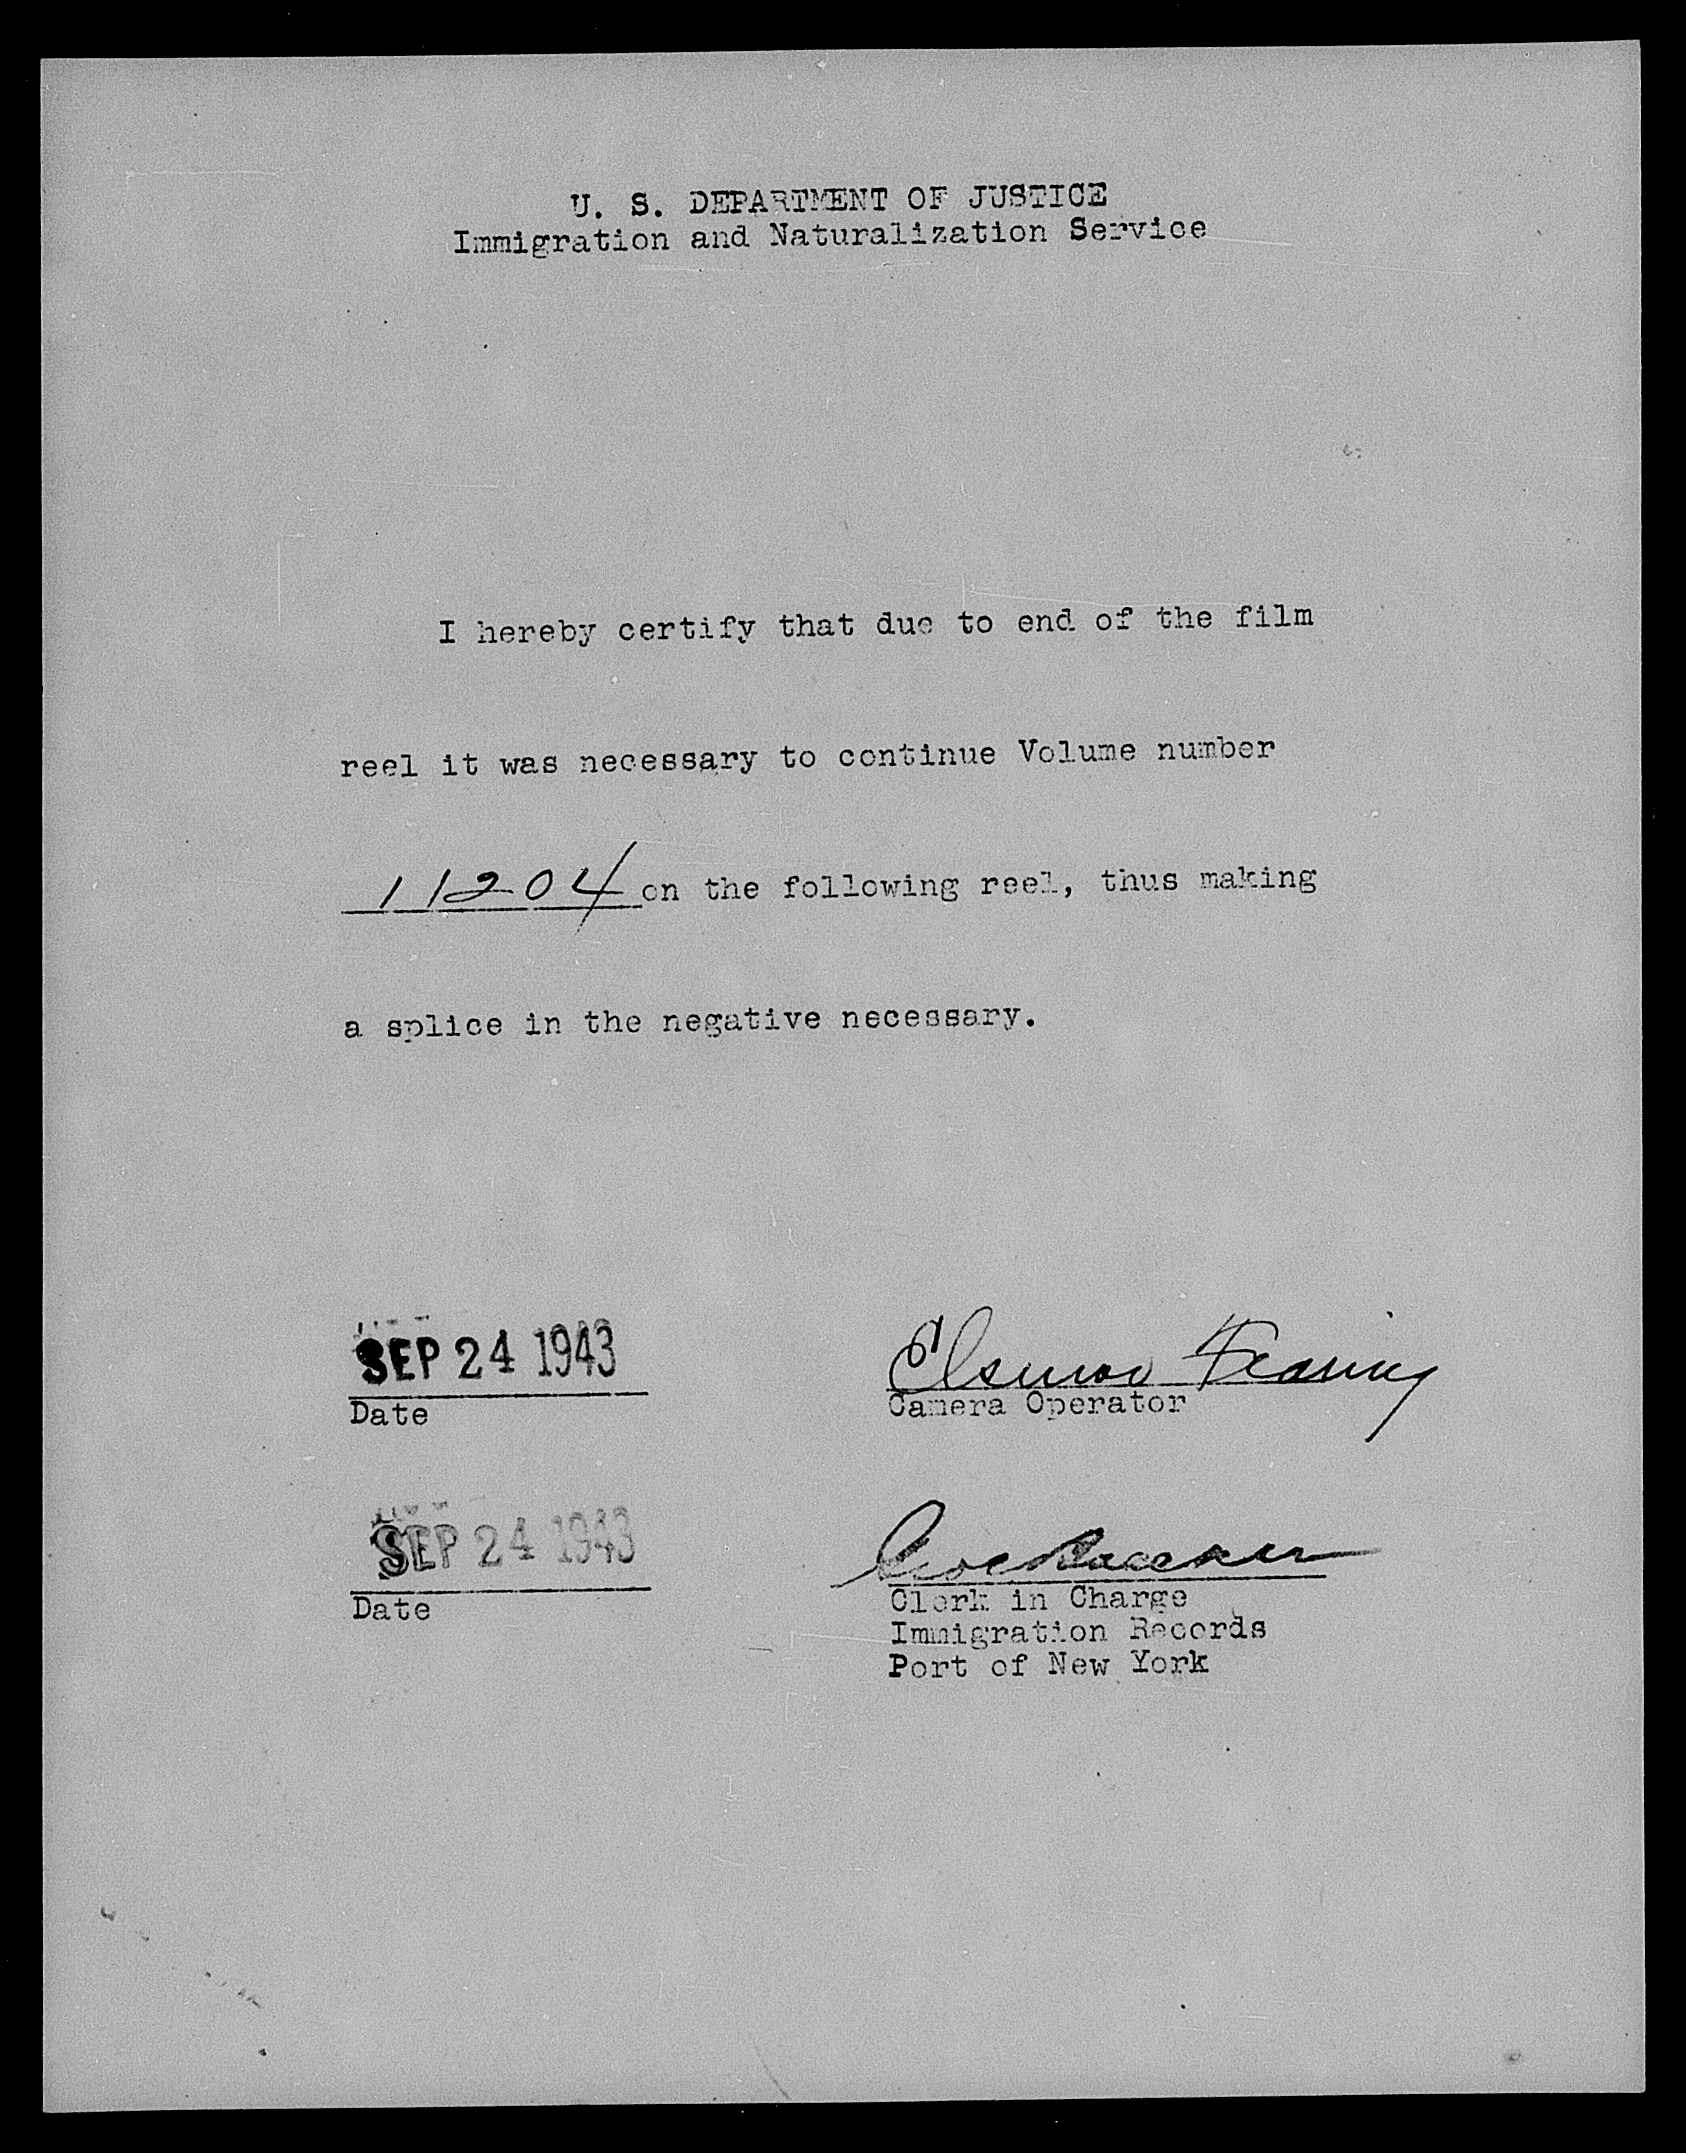 U. S. DEPARTMENT OF JUSTICE
Immigration and Naturalization Service
I hereby certify that due to end of the film
reel it was necessary to continue Volume number
11204 on the following reel, thus making
a splice in the negative necessary.
SEP 24 1943
Date
Camera Operator
SEP 24 1943
Date
Clerk in Charge
Immigration Records
Port of New York